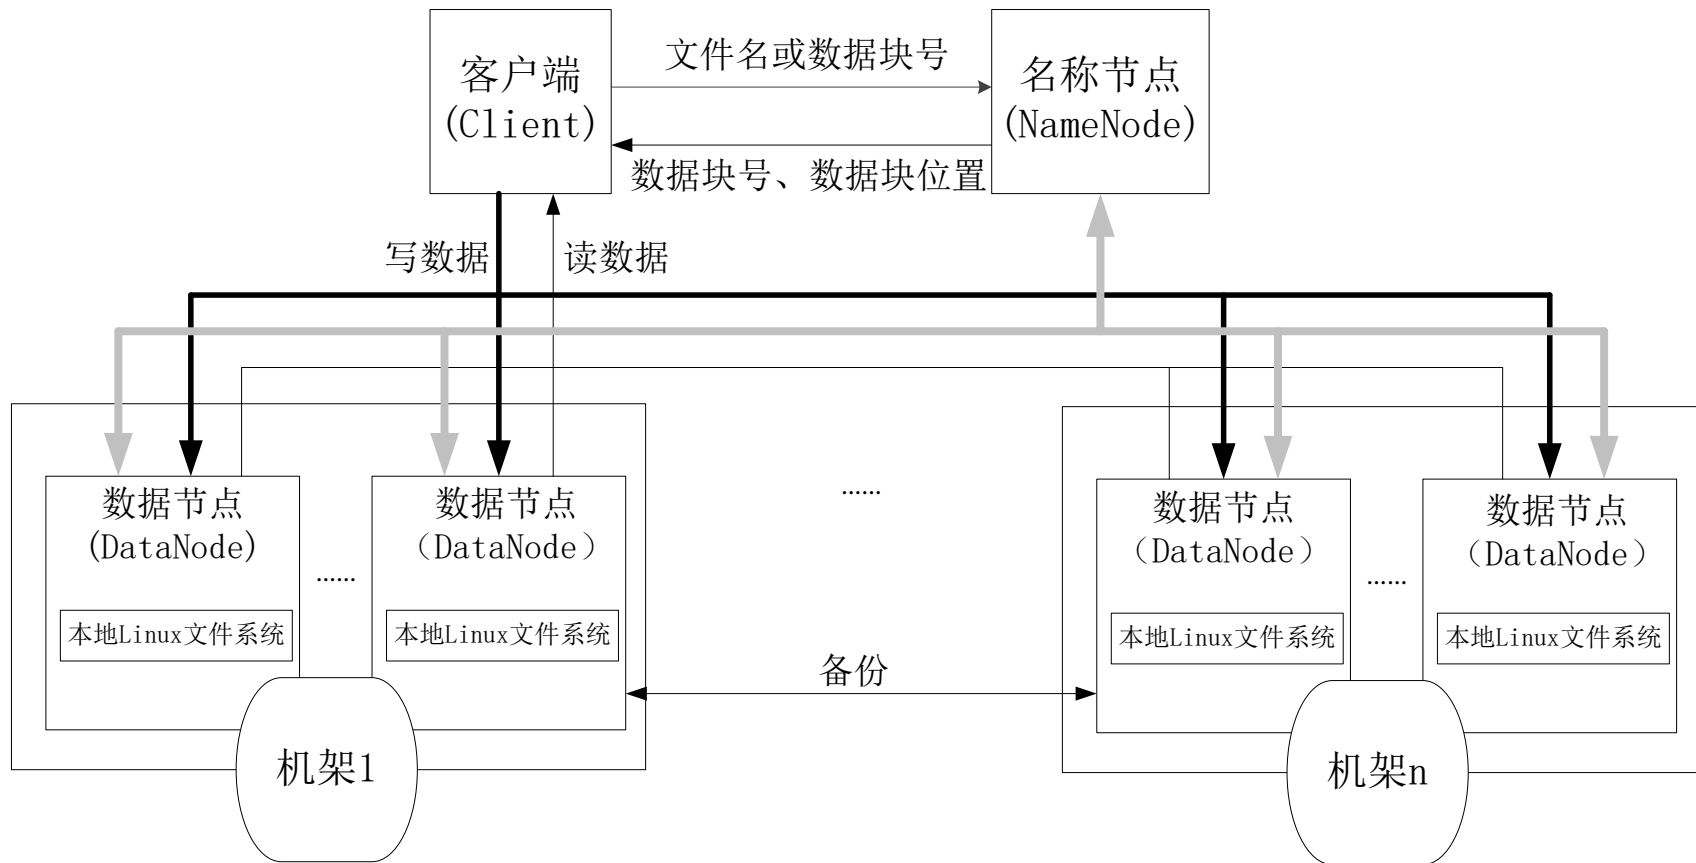 客户端
(Client)
文件名或数据块号
名称节点
(NameNode)
数据块号、数据块位置
写数据
读数据
数据节点
(DataNode)
......
本地Linux文件系统
数据节点
（DataNode）
本地Linux文件系统
机架1
......
备份
数据节点
（DataNode）
......
本地Linux文件系统
数据节点
（DataNode）
本地Linux文件系统
机架n